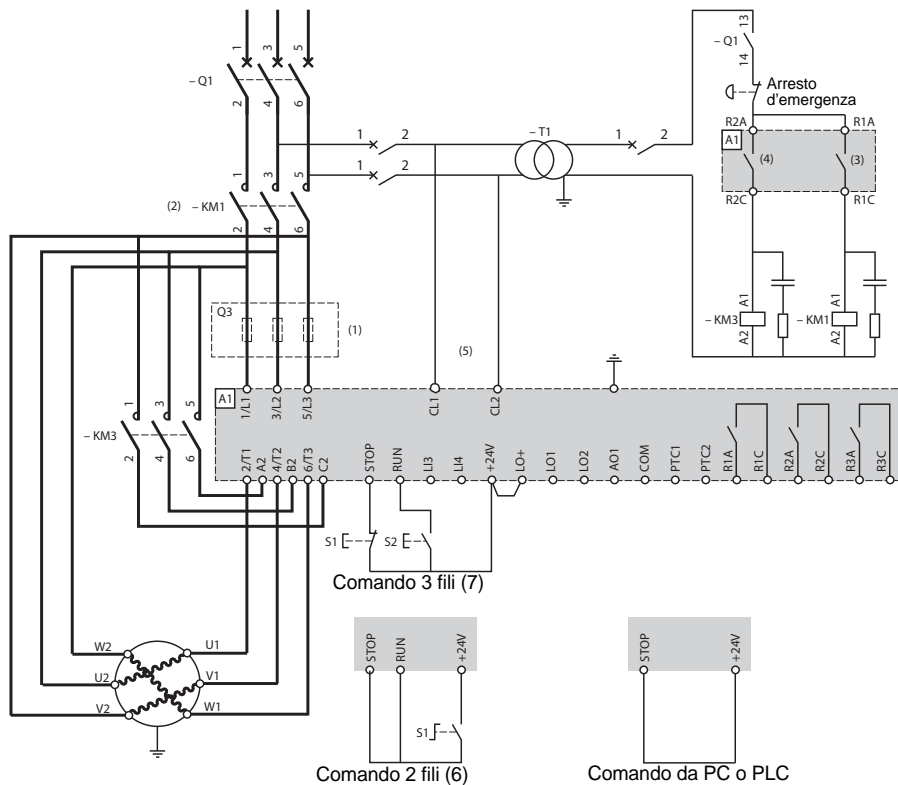 1 3 5
– Q1
2 4 6
13
– Q1
14
Arresto
d'emergenza
1 2
– T1
1 2
1 2
R2A R1A
A1
(4) (3)
R2C R1C
1 3 5
(2) – KM1
2 4 6
A1 A1
– KM3 – KM1
A2 A2
Q3
(1)
(5)
A1
1/L1 3/L2 5/L3 CL1 CL2
1 3 5
– KM3
2 4 6
2/T1 A2 4/T2 B2 6/T3 C2 STOP RUN LI3 LI4 +24V LO+ LO1 LO2 AO1 COM PTC1 PTC2 R1A R1C R2A R2C R3A R3C
S1 S2
Comando 3 fili (7)
STOP RUN +24V
STOP +24V
W2 U1
U2 V1
V2 W1
S1
Comando 2 fili (6)
Comando da PC o PLC